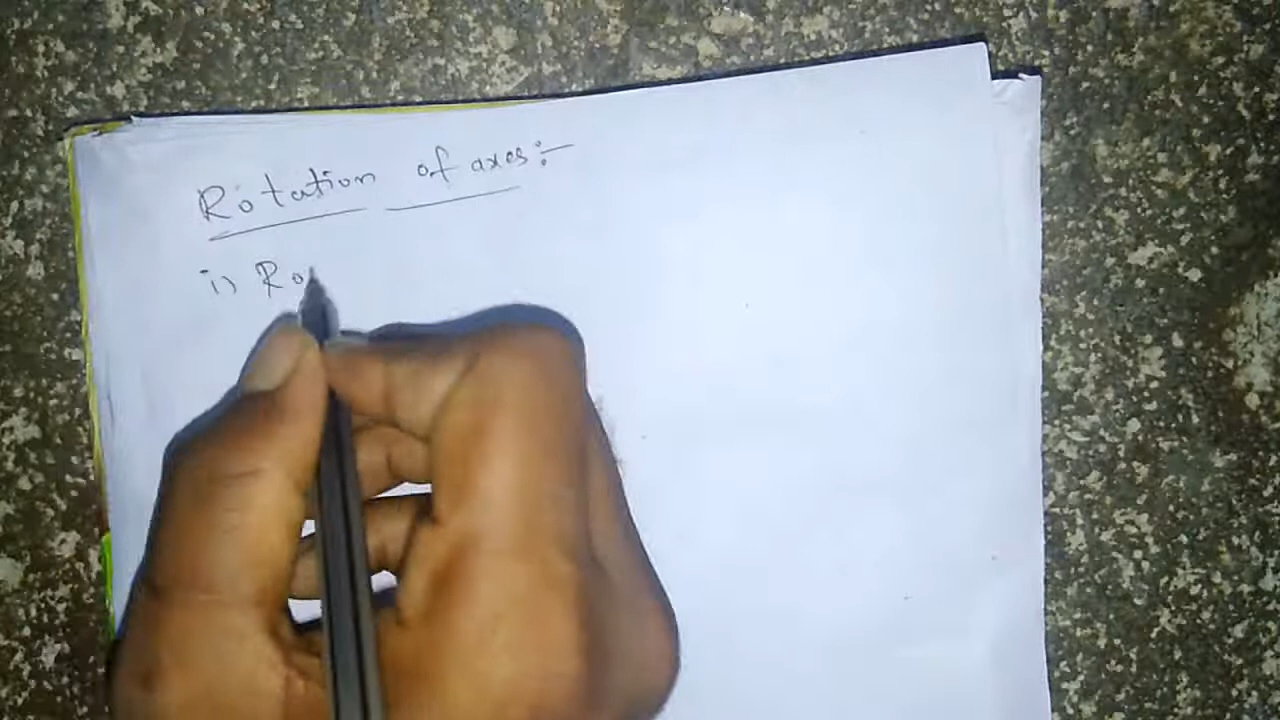 Rotation of axes:-
i) Ro